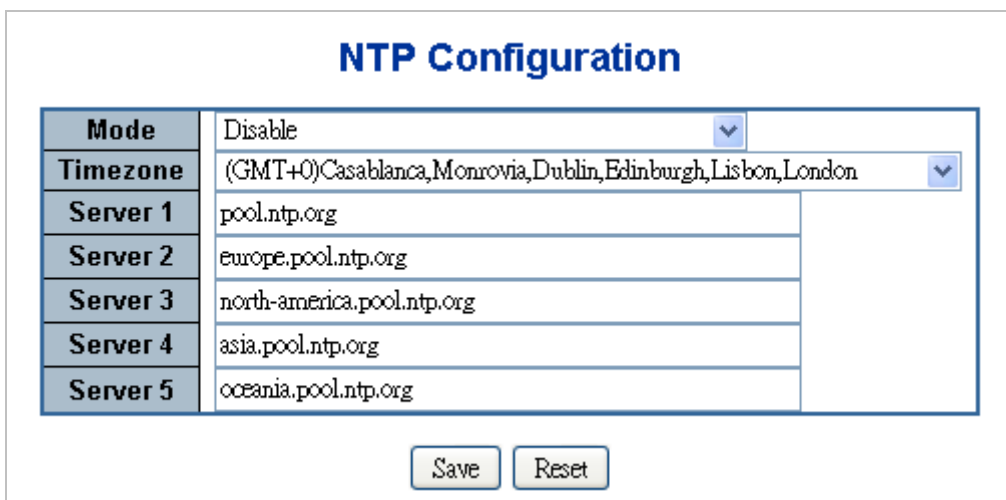 NTP Configuration
Mode Disable
Timezone (GMT+0)Casablanca,Monrovia,Dublin,Edinburgh,Lisbon,London
Server 1 pool.ntp.org
Server 2 europe.pool.ntp.org
Server 3 north-america.pool.ntp.org
Server 4 asia.pool.ntp.org
Server 5 oceania.pool.ntp.org
Save Reset